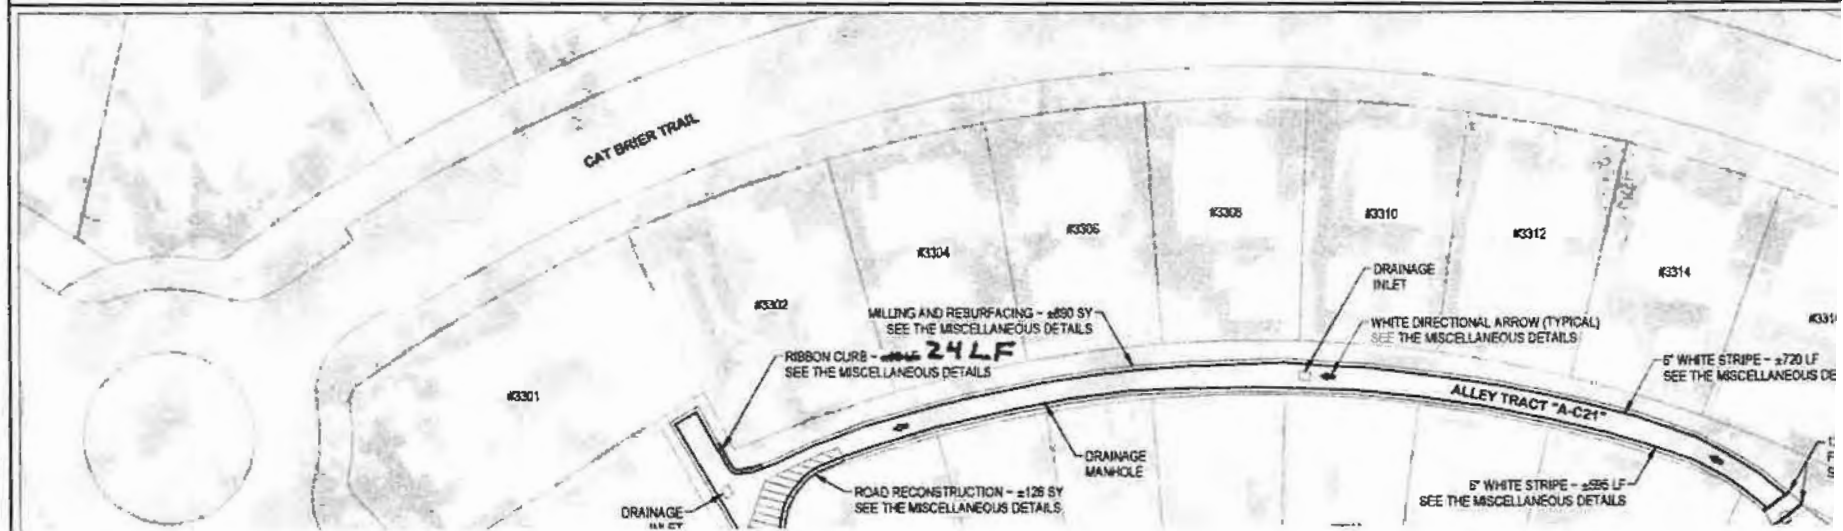 CAT BRIER TRAIL
#3308
#3310
#3306
#3312
#3304
#3314
#3302
DRAINAGE
INLET
MILLING AND RESURFACING - ±890 SY
SEE THE MISCELLANEOUS DETAILS
WHITE DIRECTIONAL ARROW (TYPICAL)
SEE THE MISCELLANEOUS DETAILS
#331
RIBBON CURB - 24 LF
SEE THE MISCELLANEOUS DETAILS
6" WHITE STRIPE - ±720 LF
SEE THE MISCELLANEOUS DE
#3301
ALLEY TRACT "A-C21"
DRAINAGE
MANHOLE
ROAD RECONSTRUCTION - ±126 SY
SEE THE MISCELLANEOUS DETAILS
6" WHITE STRIPE - ±595 LF
SEE THE MISCELLANEOUS DETAILS
DRAINAGE
INLET